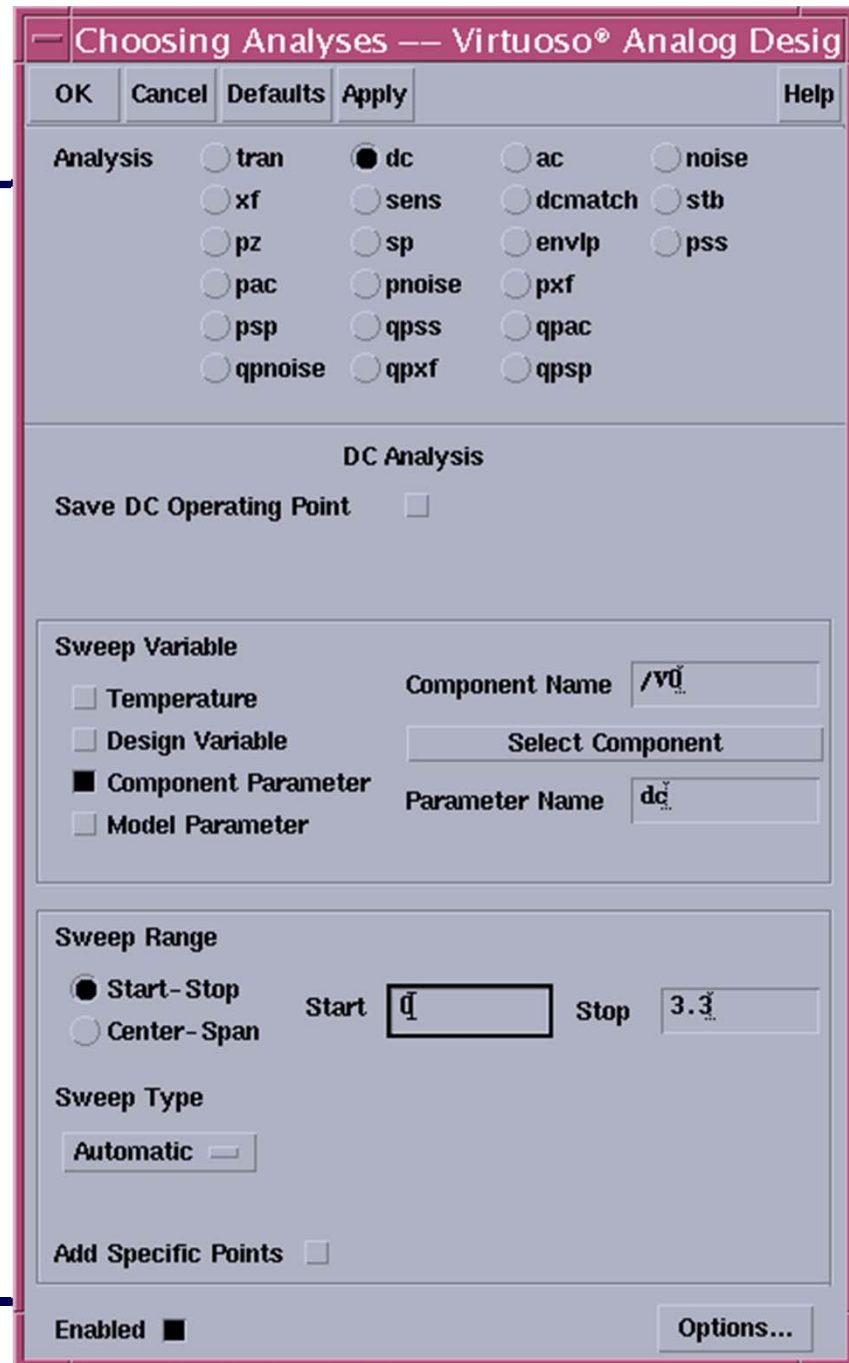 Choosing Analyses -- Virtuoso® Analog Desig
OK Cancel Defaults Apply Help
Analysis tran dc ac noise
xf sens dcmatch stb
pz sp envlp pss
pac pnoise pxf
psp qpss qpac
qpnoise qpxf qpsp
DC Analysis
Save DC Operating Point
Sweep Variable
Temperature
Design Variable
Component Parameter
Model Parameter
Component Name /V0
Select Component
Parameter Name dc
Sweep Range
Start-Stop
Center-Span
Start 0 Stop 3.3
Sweep Type
Automatic
Add Specific Points
Enabled Options...